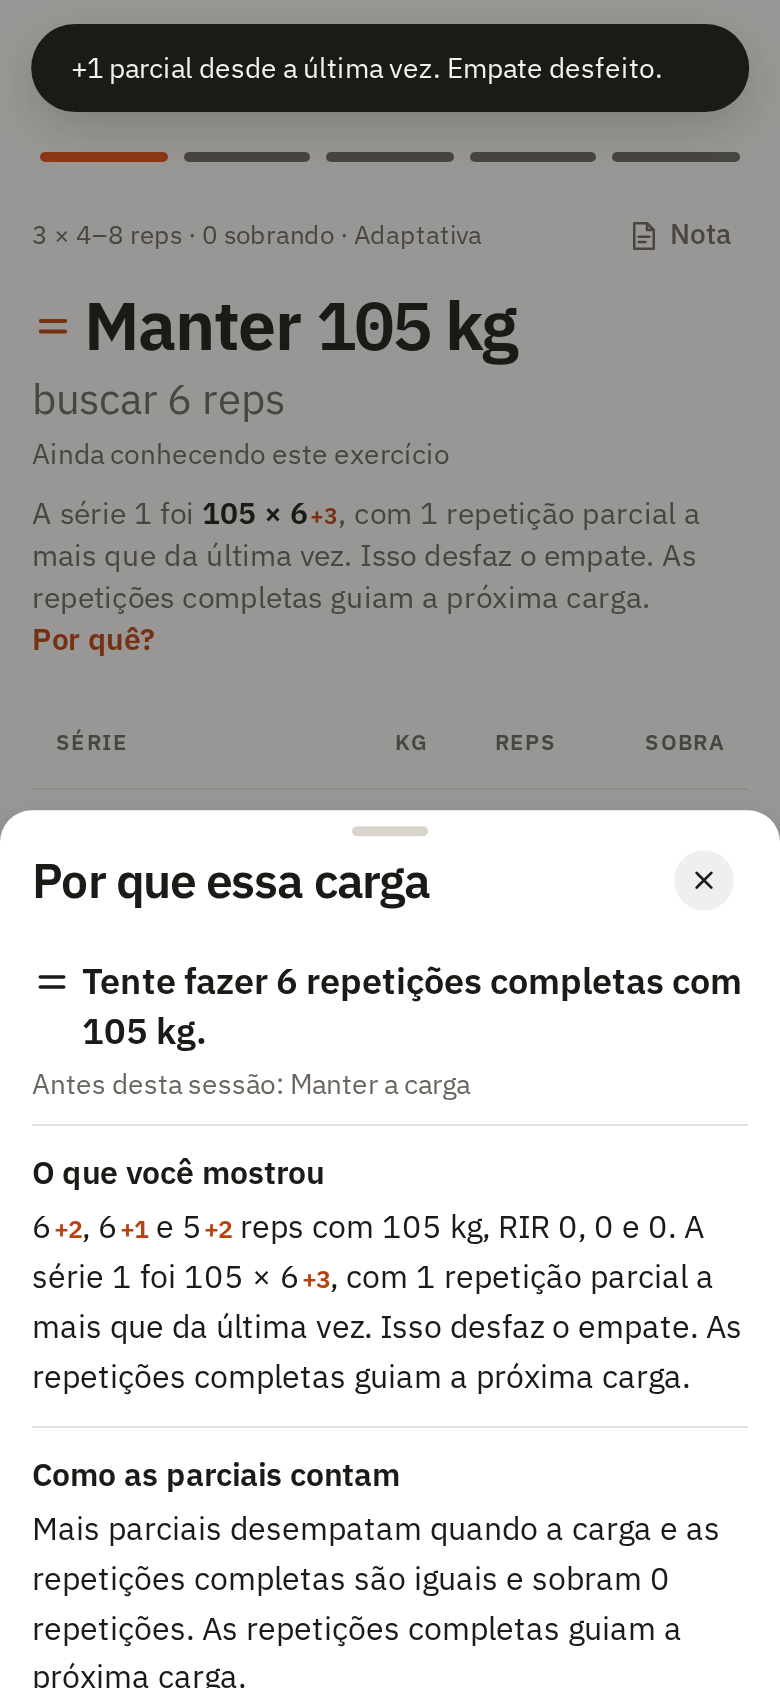 +1 parcial desde a última vez. Empate desfeito.
3 × 4–8 reps · 0 sobrando · Adaptativa
Nota
= Manter 105 kg
buscar 6 reps
Ainda conhecendo este exercício
A série 1 foi 105 × 6+3, com 1 repetição parcial a
mais que da última vez. Isso desfaz o empate. As
repetições completas guiam a próxima carga.
Por quê?
SÉRIE KG REPS SOBRA
Por que essa carga
= Tente fazer 6 repetições completas com
105 kg.
Antes desta sessão: Manter a carga
O que você mostrou
6+2, 6+1 e 5+2 reps com 105 kg, RIR 0, 0 e 0. A
série 1 foi 105 × 6+3, com 1 repetição parcial a
mais que da última vez. Isso desfaz o empate. As
repetições completas guiam a próxima carga.
Como as parciais contam
Mais parciais desempatam quando a carga e as
repetições completas são iguais e sobram 0
repetições. As repetições completas guiam a
próxima carga.